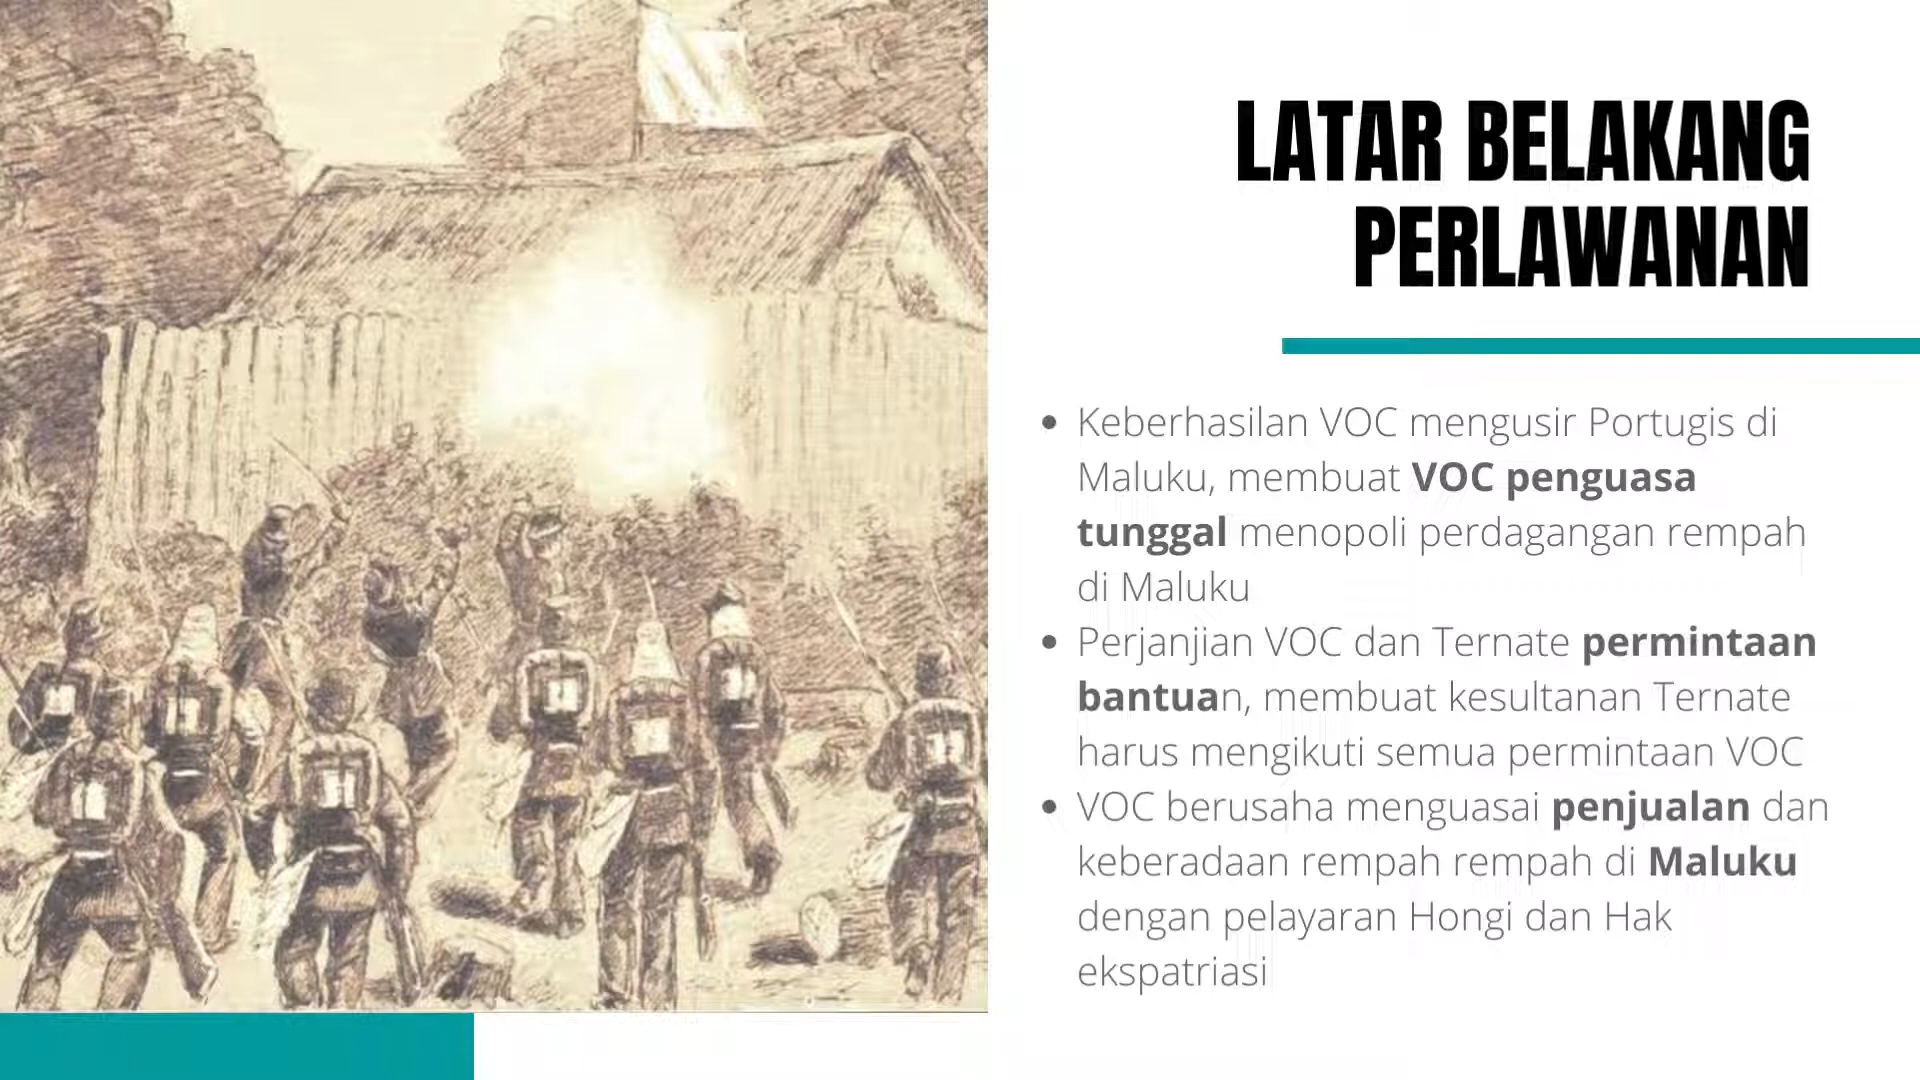 LATAR BELAKANG
PERLAWANAN
• Keberhasilan VOC mengusir Portugis di
Maluku, membuat VOC penguasa
tunggal menopoli perdagangan rempah
di Maluku
• Perjanjian VOC dan Ternate permintaan
bantuan, membuat kesultanan Ternate
harus mengikuti semua permintaan VOC
• VOC berusaha menguasai penjualan dan
keberadaan rempah rempah di Maluku
dengan pelayaran Hongi dan Hak
ekspatriasi